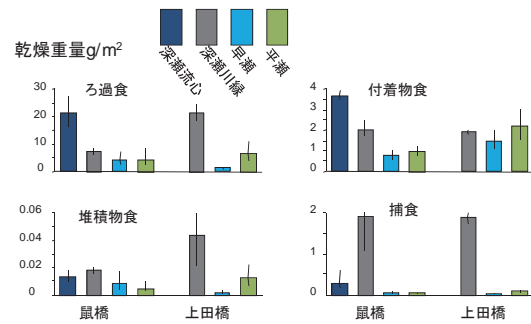 乾燥重量g/m²
深瀬流心
深瀬川縁
早瀬
平瀬
ろ過食
30
20
10
0
付着物食
4
3
2
1
0
堆積物食
0.06
0.04
0.02
0
捕食
2
1
0
鼠橋 上田橋
鼠橋 上田橋